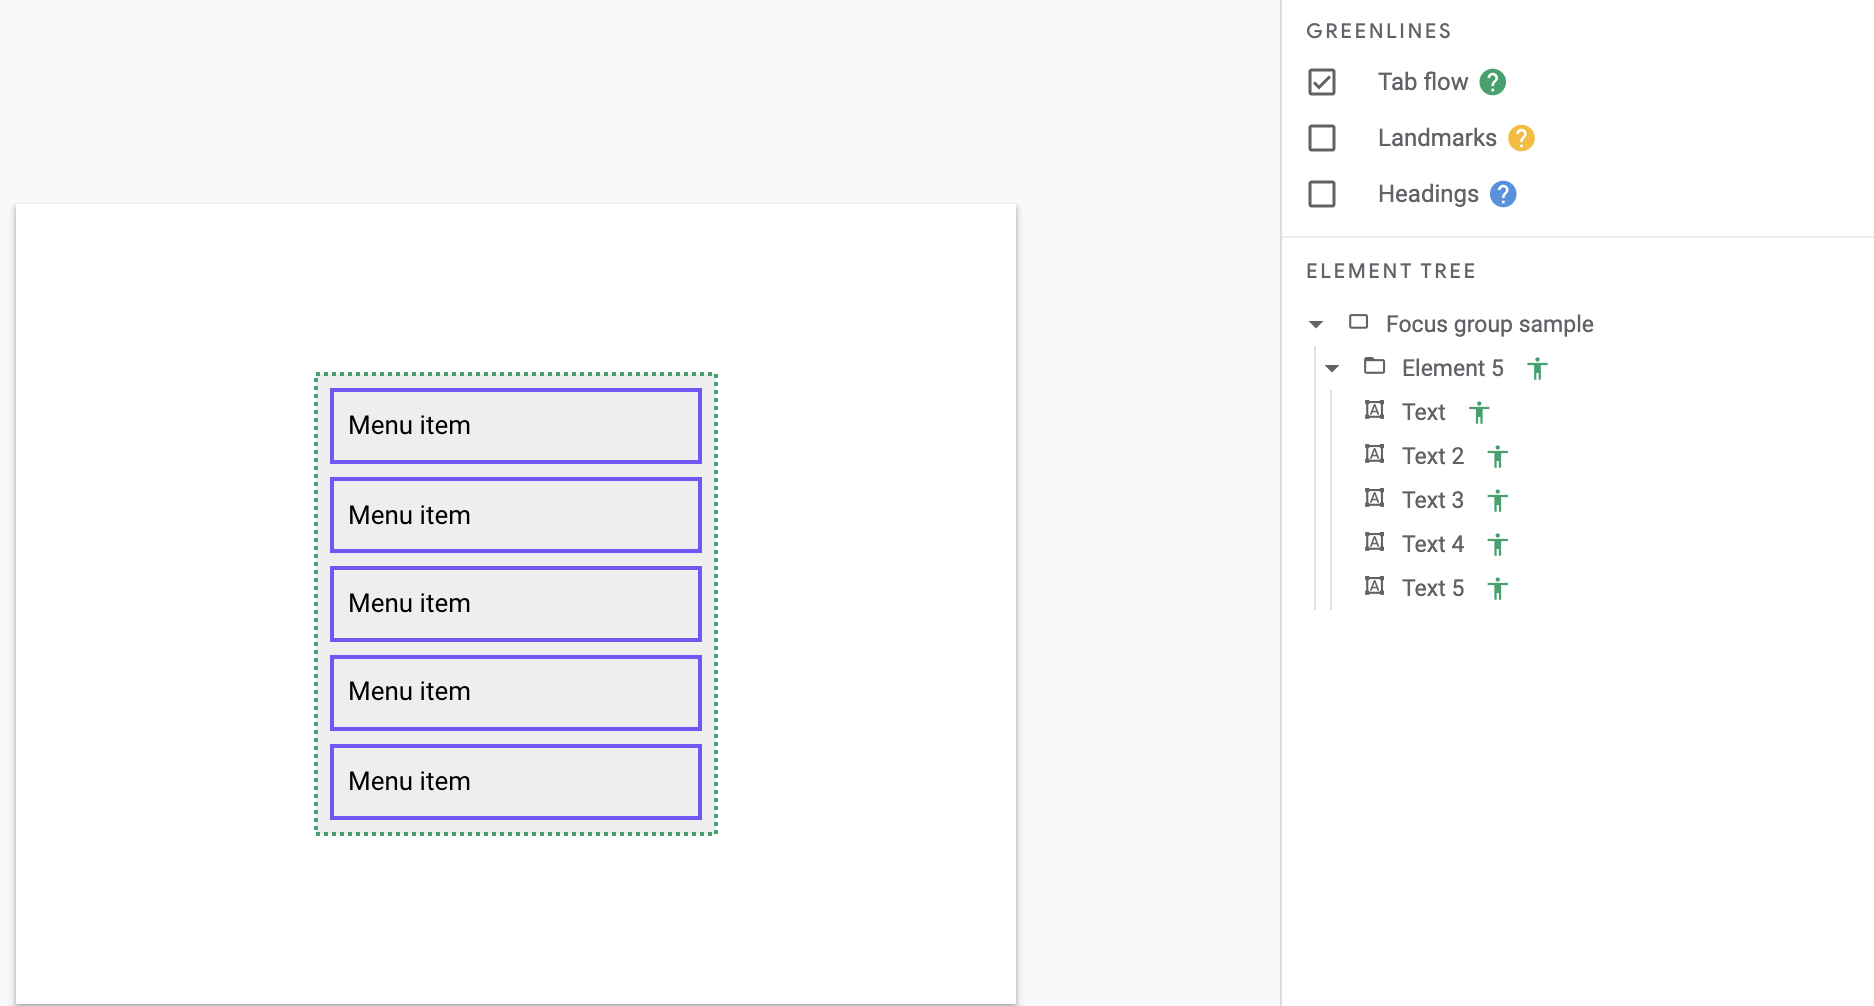 GREENLINES
Tab flow ?
Landmarks ?
Headings ?
ELEMENT TREE
Focus group sample
Element 5
A Text
A Text 2
A Text 3
A Text 4
A Text 5
Menu item
Menu item
Menu item
Menu item
Menu item